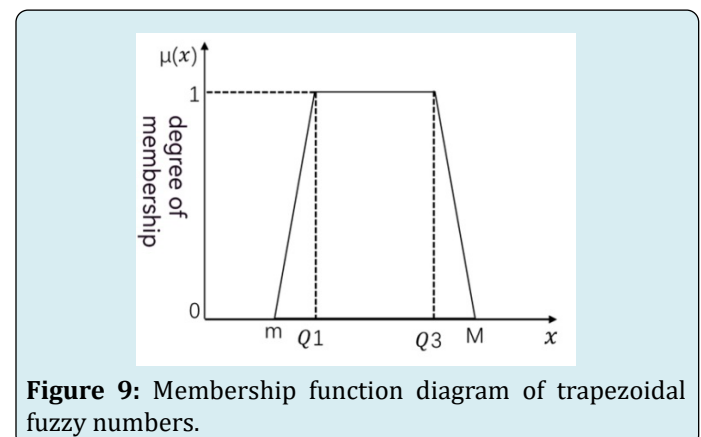 μ(x)
1
degree of
membership
0
m Q1 Q3 M x
Figure 9: Membership function diagram of trapezoidal
fuzzy numbers.